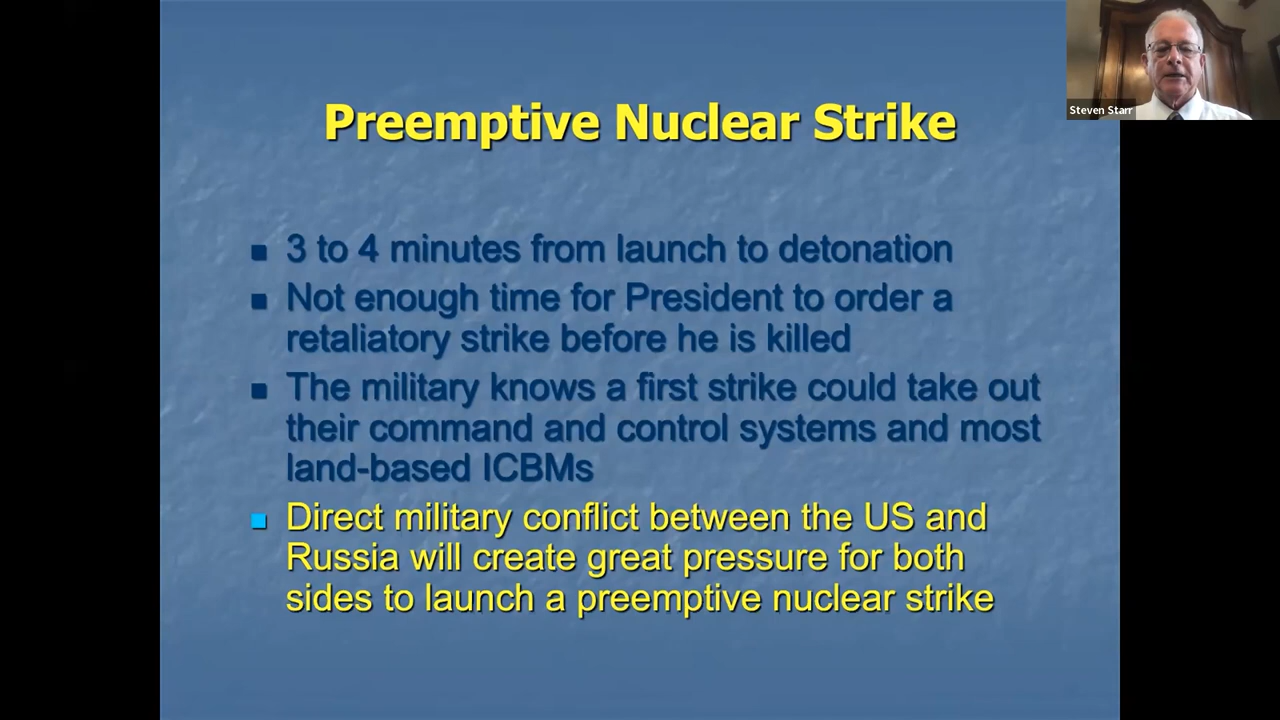 Steven Starr
Preemptive Nuclear Strike
3 to 4 minutes from launch to detonation
Not enough time for President to order a
retaliatory strike before he is killed
The military knows a first strike could take out
their command and control systems and most
land-based ICBMs
Direct military conflict between the US and
Russia will create great pressure for both
sides to launch a preemptive nuclear strike